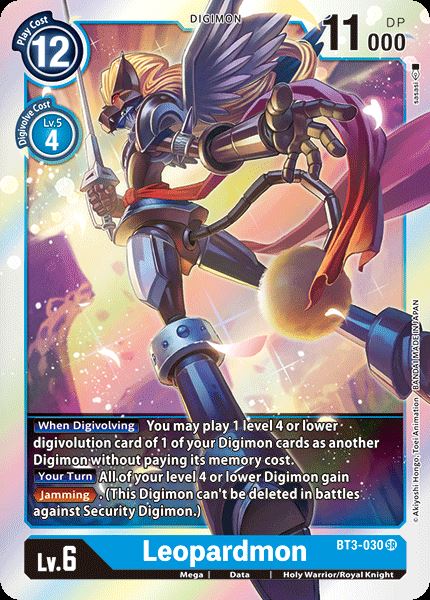 Play Cost
12
DIGIMON
11000
DP
Digivolve Cost
Lv.5
4
sasasi
When Digivolving You may play 1 level 4 or lower
digivolution card of 1 of your Digimon cards as another
Digimon without paying its memory cost.
Your Turn All of your level 4 or lower Digimon gain
Jamming . (This Digimon can't be deleted in battles
against Security Digimon.)
© Akiyoshi Hongo, Toei Animation / BANDAI MADE IN JAPAN
Lv.6
Leopardmon
BT3-030 SR
Mega | Data | Holy Warrior/Royal Knight